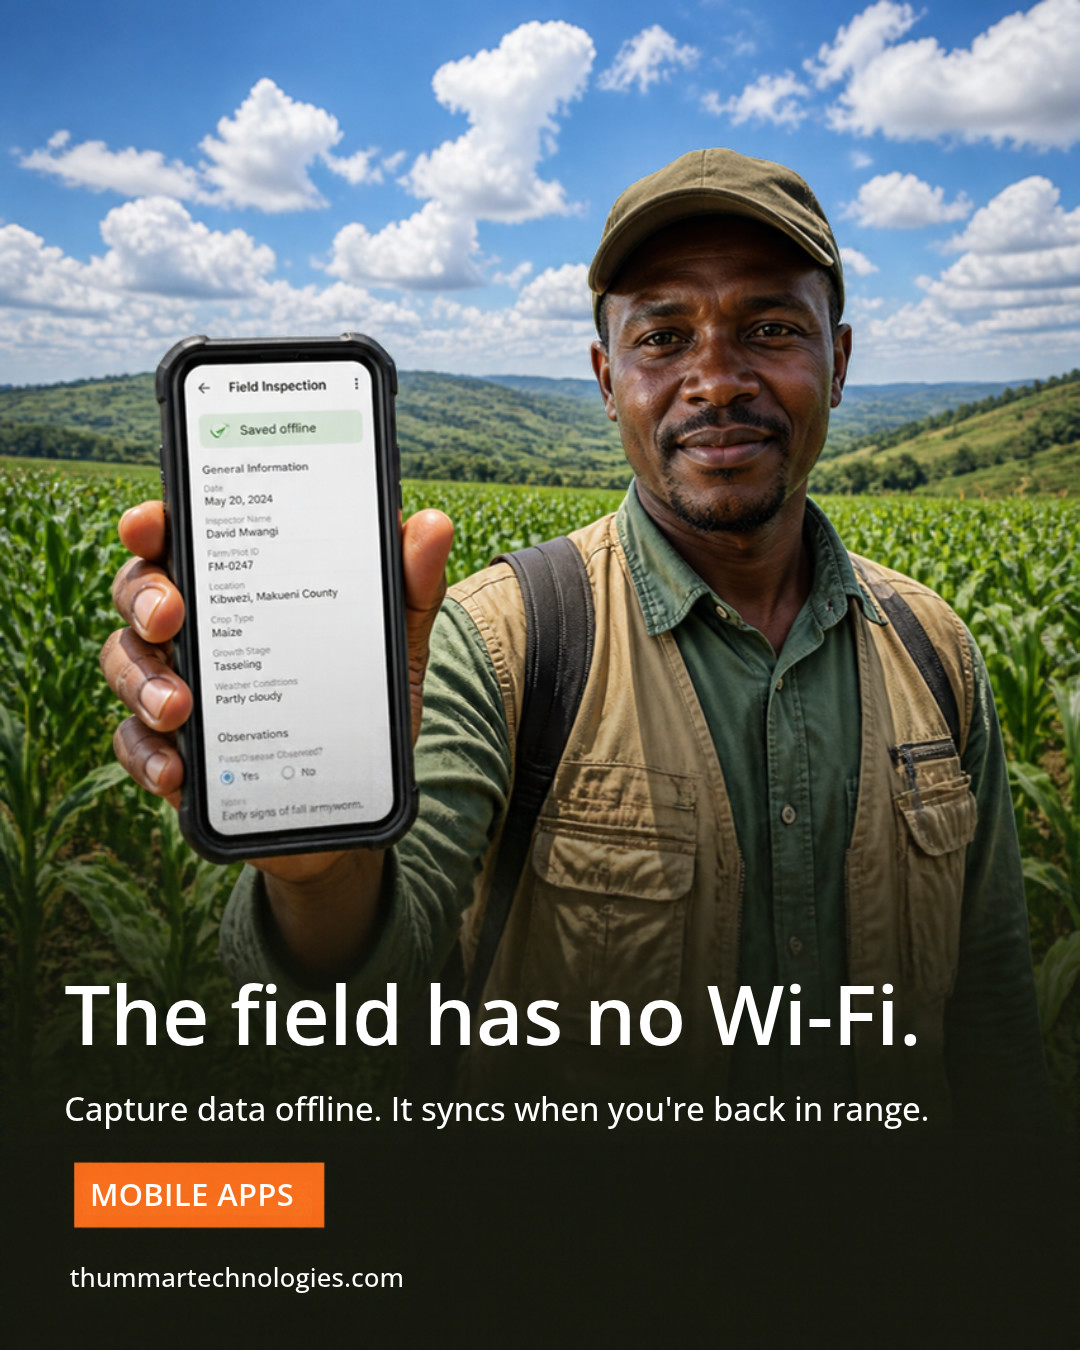 Field Inspection
Saved offline
General Information
Date
May 20, 2024
Inspector Name
David Mwangi
Farm/Plot ID
FM-0247
Location
Kibwezi, Makueni County
Crop Type
Maize
Growth Stage
Tasseling
Weather Conditions
Partly cloudy
Observations
Disease Observed?
Yes No
Notes
Early signs of fall armyworm.
The field has no Wi-Fi.
Capture data offline. It syncs when you're back in range.
MOBILE APPS
thummartechnologies.com